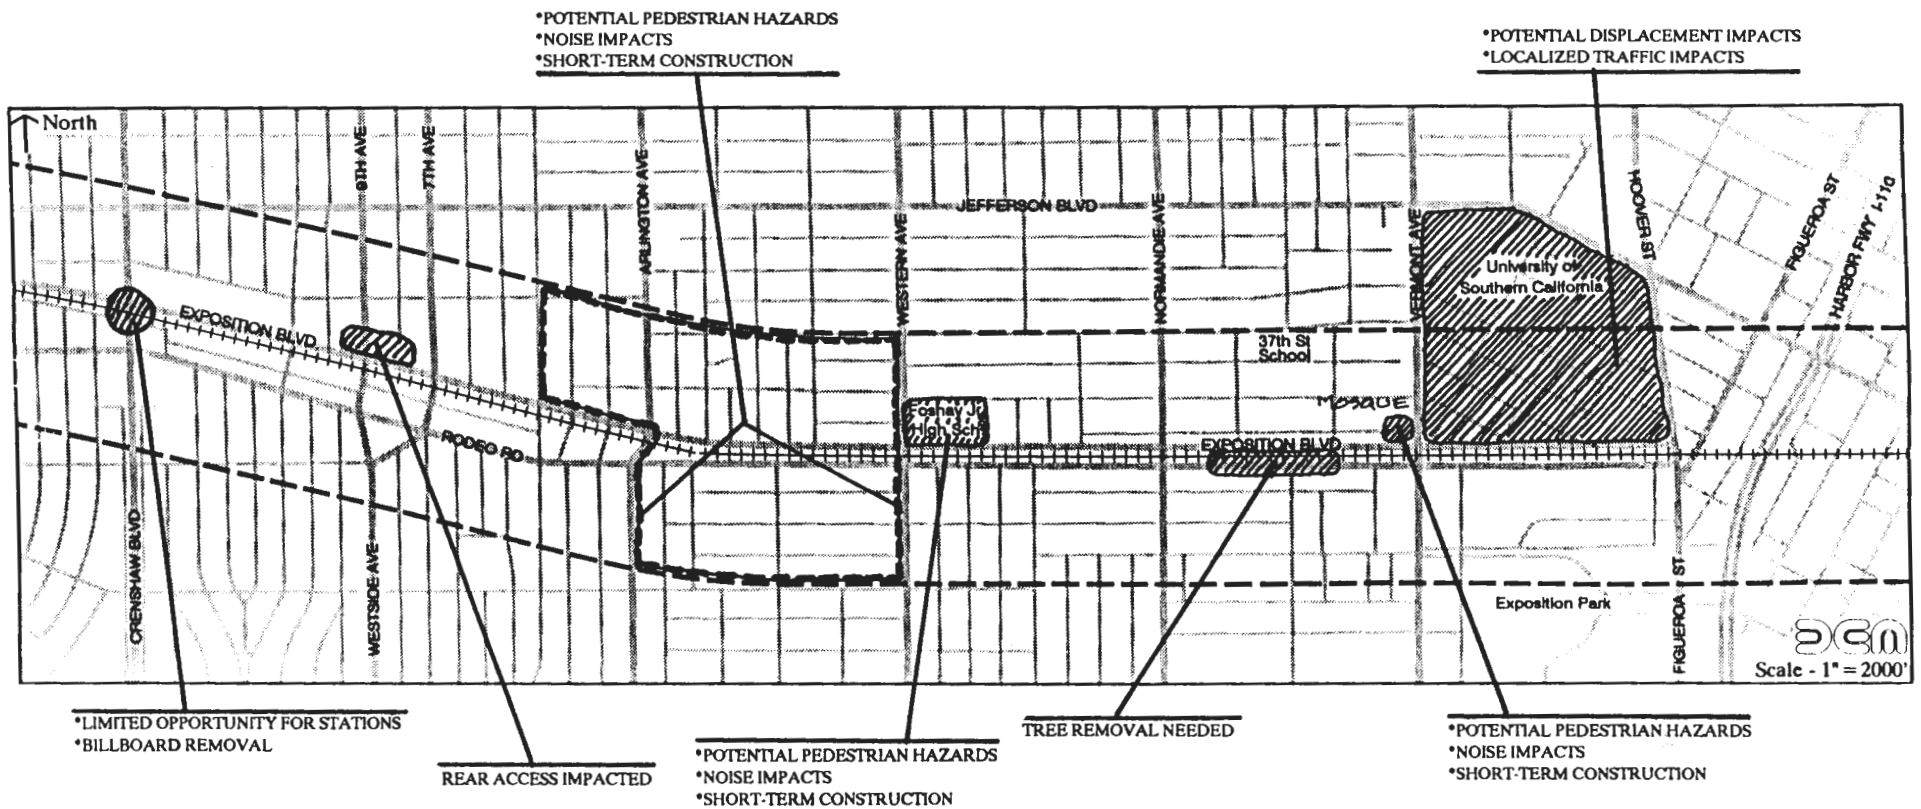 *POTENTIAL PEDESTRIAN HAZARDS
*NOISE IMPACTS
*SHORT-TERM CONSTRUCTION
*POTENTIAL DISPLACEMENT IMPACTS
*LOCALIZED TRAFFIC IMPACTS
North
9TH AVE
7TH AVE
ARLINGTON AVE
WESTERN AVE
JEFFERSON BLVD
NORMANDIE AVE
VERMONT AVE
HOOVER ST
FIGUEROA ST
HARBOR FWY I-110
University of
Southern California
EXPOSITION BLVD
37th St
School
MOSQUE
Foshay Jr
High Sch
RODEO RD
EXPOSITION BLVD
CRENSHAW BLVD
WESTSIDE AVE
FIGUEROA ST
Exposition Park
Scale - 1" = 2000'
*LIMITED OPPORTUNITY FOR STATIONS
*BILLBOARD REMOVAL
REAR ACCESS IMPACTED
*POTENTIAL PEDESTRIAN HAZARDS
*NOISE IMPACTS
*SHORT-TERM CONSTRUCTION
TREE REMOVAL NEEDED
*POTENTIAL PEDESTRIAN HAZARDS
*NOISE IMPACTS
*SHORT-TERM CONSTRUCTION